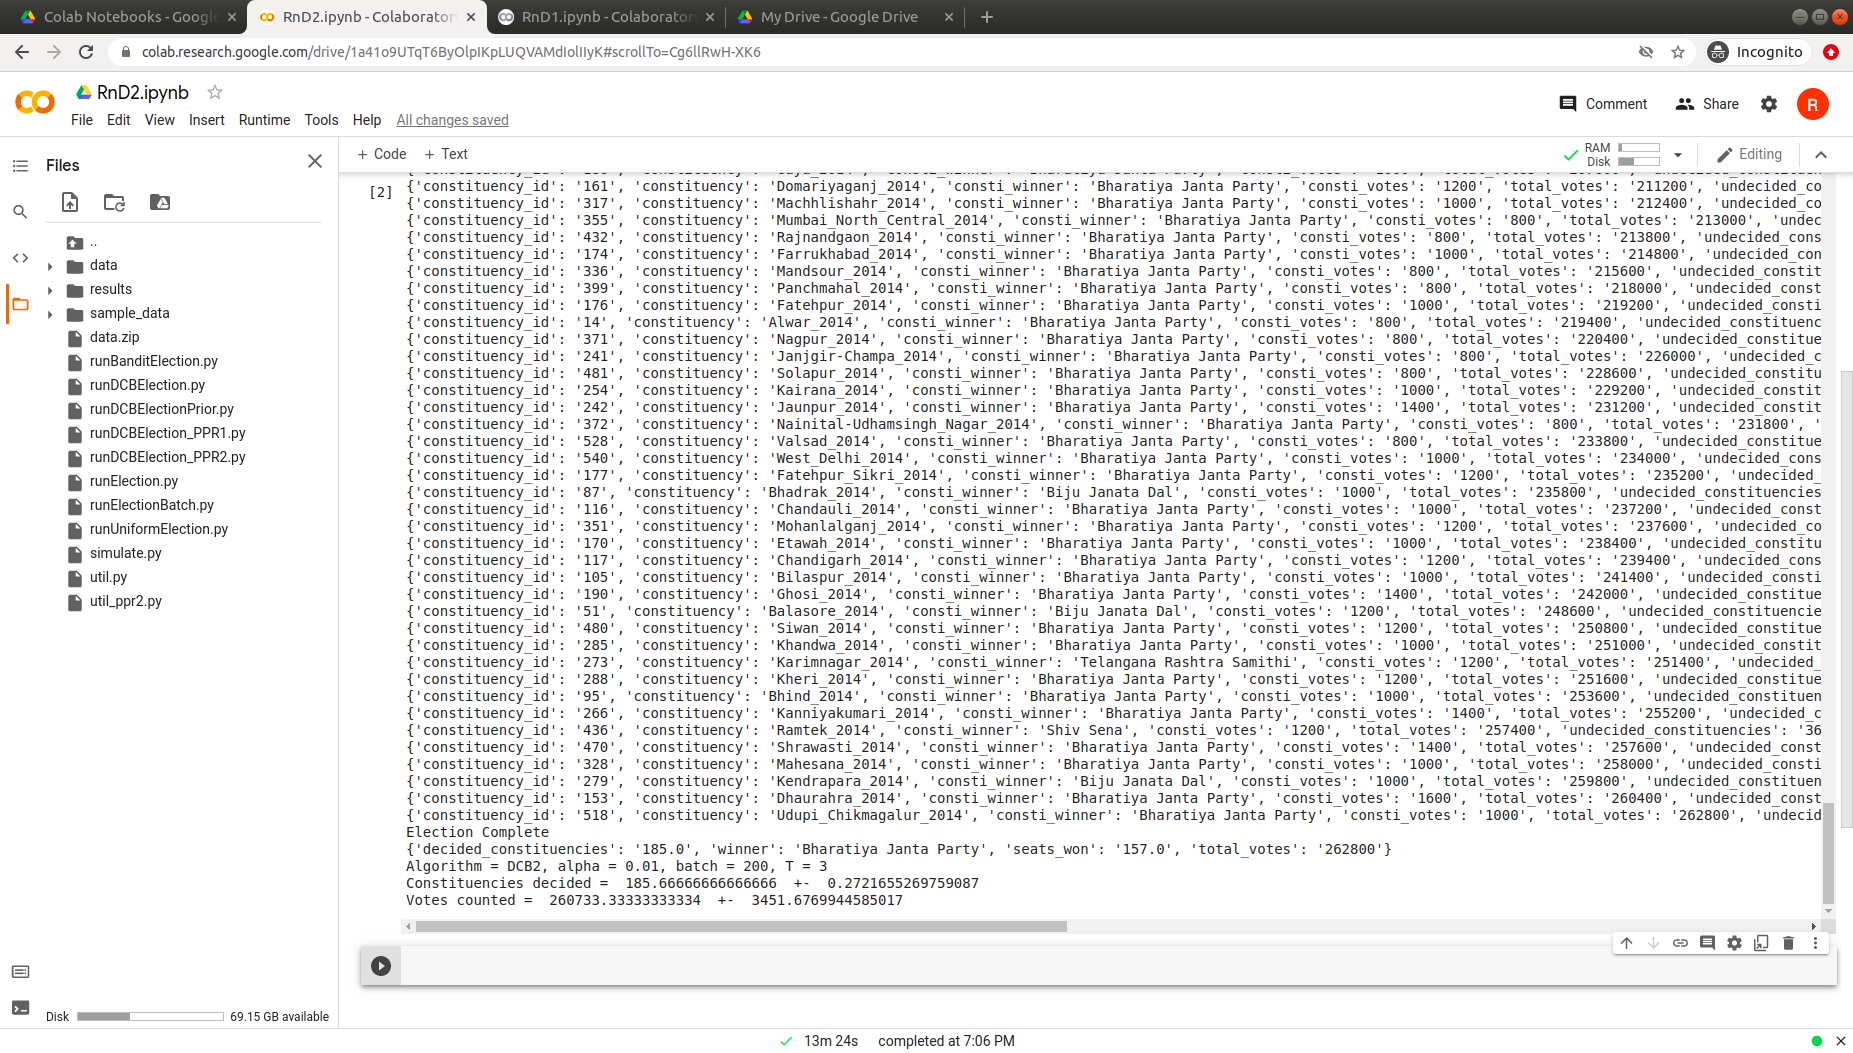 Colab Notebooks - Google
RnD2.ipynb - Colaboratory
RnD1.ipynb - Colaboratory
My Drive - Google Drive
colab.research.google.com/drive/1a41o9UTqT6ByOlpIKpLUQVAMdIolIIyK#scrollTo=Cg6llRwH-XK6
Incognito
RnD2.ipynb
Comment
Share
R
File Edit View Insert Runtime Tools Help All changes saved
Files
+ Code + Text
RAM
Disk
Editing
..
data
results
sample_data
data.zip
runBanditElection.py
runDCBElection.py
runDCBElectionPrior.py
runDCBElection_PPR1.py
runDCBElection_PPR2.py
runElection.py
runElectionBatch.py
runUniformElection.py
simulate.py
util.py
util_ppr2.py
Disk 69.15 GB available
[2]
{'constituency_id': '161', 'constituency': 'Domariyaganj_2014', 'consti_winner': 'Bharatiya Janta Party', 'consti_votes': '1200', 'total_votes': '211200', 'undecided_co
{'constituency_id': '317', 'constituency': 'Machhlishahr_2014', 'consti_winner': 'Bharatiya Janta Party', 'consti_votes': '1000', 'total_votes': '212400', 'undecided_co
{'constituency_id': '355', 'constituency': 'Mumbai_North_Central_2014', 'consti_winner': 'Bharatiya Janta Party', 'consti_votes': '800', 'total_votes': '213000', 'undec
{'constituency_id': '432', 'constituency': 'Rajnandgaon_2014', 'consti_winner': 'Bharatiya Janta Party', 'consti_votes': '800', 'total_votes': '213800', 'undecided_cons
{'constituency_id': '174', 'constituency': 'Farrukhabad_2014', 'consti_winner': 'Bharatiya Janta Party', 'consti_votes': '1000', 'total_votes': '214800', 'undecided_con
{'constituency_id': '336', 'constituency': 'Mandsour_2014', 'consti_winner': 'Bharatiya Janta Party', 'consti_votes': '800', 'total_votes': '215600', 'undecided_constit
{'constituency_id': '399', 'constituency': 'Panchmahal_2014', 'consti_winner': 'Bharatiya Janta Party', 'consti_votes': '800', 'total_votes': '218000', 'undecided_const
{'constituency_id': '176', 'constituency': 'Fatehpur_2014', 'consti_winner': 'Bharatiya Janta Party', 'consti_votes': '1000', 'total_votes': '219200', 'undecided_consti
{'constituency_id': '14', 'constituency': 'Alwar_2014', 'consti_winner': 'Bharatiya Janta Party', 'consti_votes': '800', 'total_votes': '219400', 'undecided_constituenc
{'constituency_id': '371', 'constituency': 'Nagpur_2014', 'consti_winner': 'Bharatiya Janta Party', 'consti_votes': '800', 'total_votes': '220400', 'undecided_constitue
{'constituency_id': '241', 'constituency': 'Janjgir-Champa_2014', 'consti_winner': 'Bharatiya Janta Party', 'consti_votes': '800', 'total_votes': '226000', 'undecided_c
{'constituency_id': '481', 'constituency': 'Solapur_2014', 'consti_winner': 'Bharatiya Janta Party', 'consti_votes': '800', 'total_votes': '228600', 'undecided_constitu
{'constituency_id': '254', 'constituency': 'Kairana_2014', 'consti_winner': 'Bharatiya Janta Party', 'consti_votes': '1000', 'total_votes': '229200', 'undecided_constit
{'constituency_id': '242', 'constituency': 'Jaunpur_2014', 'consti_winner': 'Bharatiya Janta Party', 'consti_votes': '1400', 'total_votes': '231200', 'undecided_constit
{'constituency_id': '372', 'constituency': 'Nainital-Udhamsingh_Nagar_2014', 'consti_winner': 'Bharatiya Janta Party', 'consti_votes': '800', 'total_votes': '231800', '
{'constituency_id': '528', 'constituency': 'Valsad_2014', 'consti_winner': 'Bharatiya Janta Party', 'consti_votes': '800', 'total_votes': '233800', 'undecided_constitue
{'constituency_id': '540', 'constituency': 'West_Delhi_2014', 'consti_winner': 'Bharatiya Janta Party', 'consti_votes': '1000', 'total_votes': '234000', 'undecided_cons
{'constituency_id': '177', 'constituency': 'Fatehpur_Sikri_2014', 'consti_winner': 'Bharatiya Janta Party', 'consti_votes': '1200', 'total_votes': '235200', 'undecided_
{'constituency_id': '87', 'constituency': 'Bhadrak_2014', 'consti_winner': 'Biju Janata Dal', 'consti_votes': '1000', 'total_votes': '235800', 'undecided_constituencies
{'constituency_id': '116', 'constituency': 'Chandauli_2014', 'consti_winner': 'Bharatiya Janta Party', 'consti_votes': '1000', 'total_votes': '237200', 'undecided_const
{'constituency_id': '351', 'constituency': 'Mohanlalganj_2014', 'consti_winner': 'Bharatiya Janta Party', 'consti_votes': '1200', 'total_votes': '237600', 'undecided_co
{'constituency_id': '170', 'constituency': 'Etawah_2014', 'consti_winner': 'Bharatiya Janta Party', 'consti_votes': '1000', 'total_votes': '238400', 'undecided_constitu
{'constituency_id': '117', 'constituency': 'Chandigarh_2014', 'consti_winner': 'Bharatiya Janta Party', 'consti_votes': '1200', 'total_votes': '239400', 'undecided_const
{'constituency_id': '105', 'constituency': 'Bilaspur_2014', 'consti_winner': 'Bharatiya Janta Party', 'consti_votes': '1000', 'total_votes': '241400', 'undecided_consti
{'constituency_id': '190', 'constituency': 'Ghosi_2014', 'consti_winner': 'Bharatiya Janta Party', 'consti_votes': '1400', 'total_votes': '242000', 'undecided_constitue
{'constituency_id': '51', 'constituency': 'Balasore_2014', 'consti_winner': 'Biju Janata Dal', 'consti_votes': '1200', 'total_votes': '248600', 'undecided_constituencie
{'constituency_id': '480', 'constituency': 'Siwan_2014', 'consti_winner': 'Bharatiya Janta Party', 'consti_votes': '1200', 'total_votes': '250800', 'undecided_constitue
{'constituency_id': '285', 'constituency': 'Khandwa_2014', 'consti_winner': 'Bharatiya Janta Party', 'consti_votes': '1000', 'total_votes': '251000', 'undecided_constit
{'constituency_id': '273', 'constituency': 'Karimnagar_2014', 'consti_winner': 'Telangana Rashtra Samithi', 'consti_votes': '1200', 'total_votes': '251400', 'undecided_
{'constituency_id': '288', 'constituency': 'Kheri_2014', 'consti_winner': 'Bharatiya Janta Party', 'consti_votes': '1200', 'total_votes': '251600', 'undecided_constitue
{'constituency_id': '95', 'constituency': 'Bhind_2014', 'consti_winner': 'Bharatiya Janta Party', 'consti_votes': '1000', 'total_votes': '253600', 'undecided_constituen
{'constituency_id': '266', 'constituency': 'Kanniyakumari_2014', 'consti_winner': 'Bharatiya Janta Party', 'consti_votes': '1400', 'total_votes': '255200', 'undecided_c
{'constituency_id': '436', 'constituency': 'Ramtek_2014', 'consti_winner': 'Shiv Sena', 'consti_votes': '1200', 'total_votes': '257400', 'undecided_constituencies': '36
{'constituency_id': '470', 'constituency': 'Shrawasti_2014', 'consti_winner': 'Bharatiya Janta Party', 'consti_votes': '1400', 'total_votes': '257600', 'undecided_const
{'constituency_id': '328', 'constituency': 'Mahesana_2014', 'consti_winner': 'Bharatiya Janta Party', 'consti_votes': '1000', 'total_votes': '258000', 'undecided_consti
{'constituency_id': '279', 'constituency': 'Kendrapara_2014', 'consti_winner': 'Biju Janata Dal', 'consti_votes': '1000', 'total_votes': '259800', 'undecided_constituen
{'constituency_id': '153', 'constituency': 'Dhaurahra_2014', 'consti_winner': 'Bharatiya Janta Party', 'consti_votes': '1600', 'total_votes': '260400', 'undecided_const
{'constituency_id': '518', 'constituency': 'Udupi_Chikmagalur_2014', 'consti_winner': 'Bharatiya Janta Party', 'consti_votes': '1000', 'total_votes': '262800', 'undecid
Election Complete
{'decided_constituencies': '185.0', 'winner': 'Bharatiya Janta Party', 'seats_won': '157.0', 'total_votes': '262800'}
Algorithm = DCB2, alpha = 0.01, batch = 200, T = 3
Constituencies decided =  185.66666666666666  +-  0.2721655269759087
Votes counted =  260733.33333333334  +-  3451.6769944585017
13m 24s completed at 7:06 PM